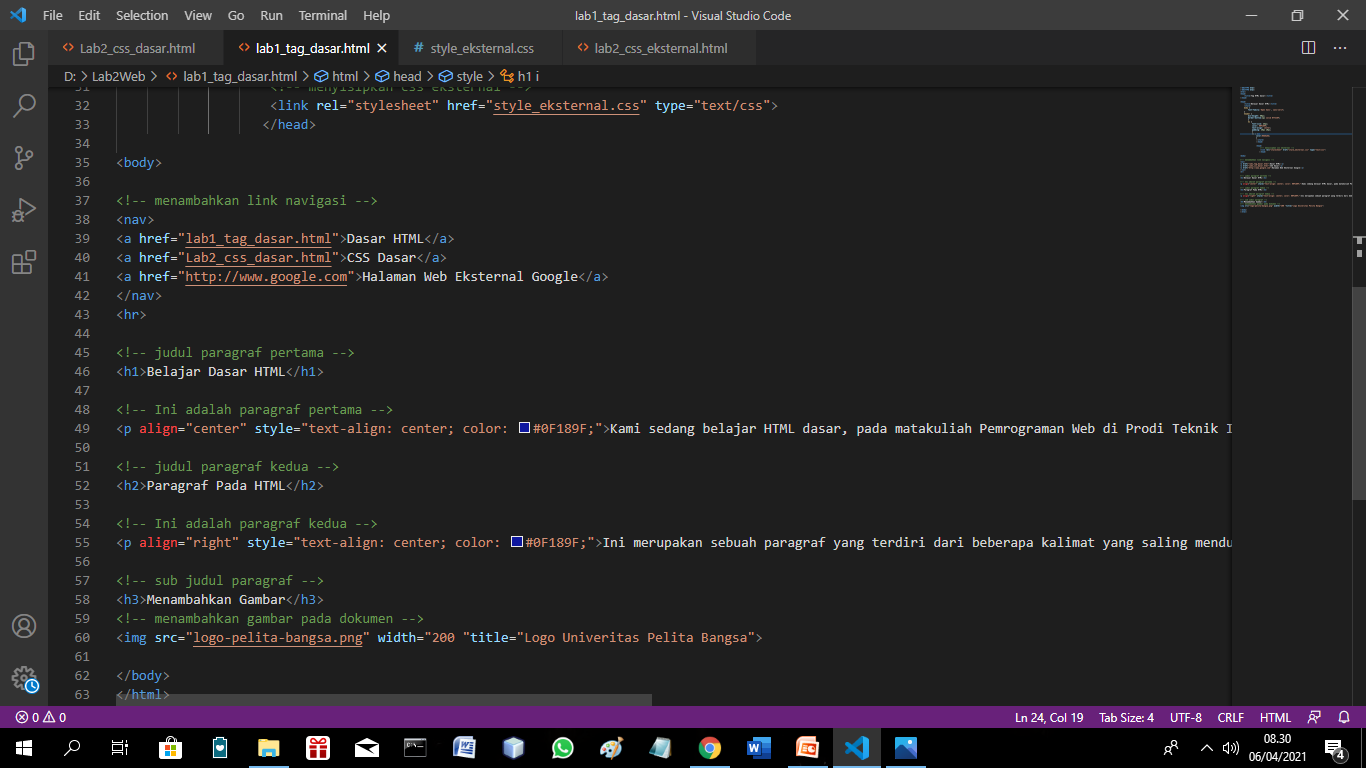 File Edit Selection View Go Run Terminal Help lab1_tag_dasar.html - Visual Studio Code
Lab2_css_dasar.html lab1_tag_dasar.html style_eksternal.css lab2_css_eksternal.html
D: > Lab2Web > lab1_tag_dasar.html > html > head > style > h1 i
31 <!-- menyisipkan css eksternal -->
32 <link rel="stylesheet" href="style_eksternal.css" type="text/css">
33 </head>
34
35 <body>
36
37 <!-- menambahkan link navigasi -->
38 <nav>
39 <a href="lab1_tag_dasar.html">Dasar HTML</a>
40 <a href="Lab2_css_dasar.html">CSS Dasar</a>
41 <a href="http://www.google.com">Halaman Web Eksternal Google</a>
42 </nav>
43 <hr>
44
45 <!-- judul paragraf pertama -->
46 <h1>Belajar Dasar HTML</h1>
47
48 <!-- Ini adalah paragraf pertama -->
49 <p align="center" style="text-align: center; color: #0F189F;">Kami sedang belajar HTML dasar, pada matakuliah Pemrograman Web di Prodi Teknik I
50
51 <!-- judul paragraf kedua -->
52 <h2>Paragraf Pada HTML</h2>
53
54 <!-- Ini adalah paragraf kedua -->
55 <p align="right" style="text-align: center; color: #0F189F;">Ini merupakan sebuah paragraf yang terdiri dari beberapa kalimat yang saling mendu
56
57 <!-- sub judul paragraf -->
58 <h3>Menambahkan Gambar</h3>
59 <!-- menambahkan gambar pada dokumen -->
60 <img src="logo-pelita-bangsa.png" width="200 "title="Logo Univeritas Pelita Bangsa">
61
62 </body>
63 </html>
0 0 Ln 24, Col 19 Tab Size: 4 UTF-8 CRLF HTML
08.30
06/04/2021
4